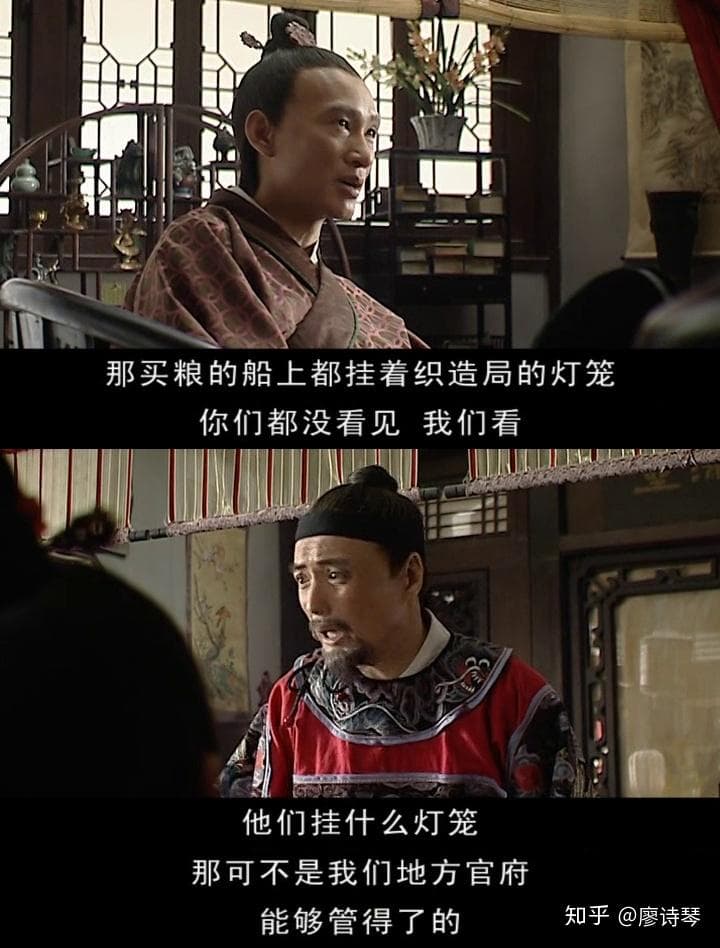 那买粮的船上都挂着织造局的灯笼
你们都没看见 我们看
他们挂什么灯笼
那可不是我们地方官府
能够管得了的
知乎 @廖诗琴